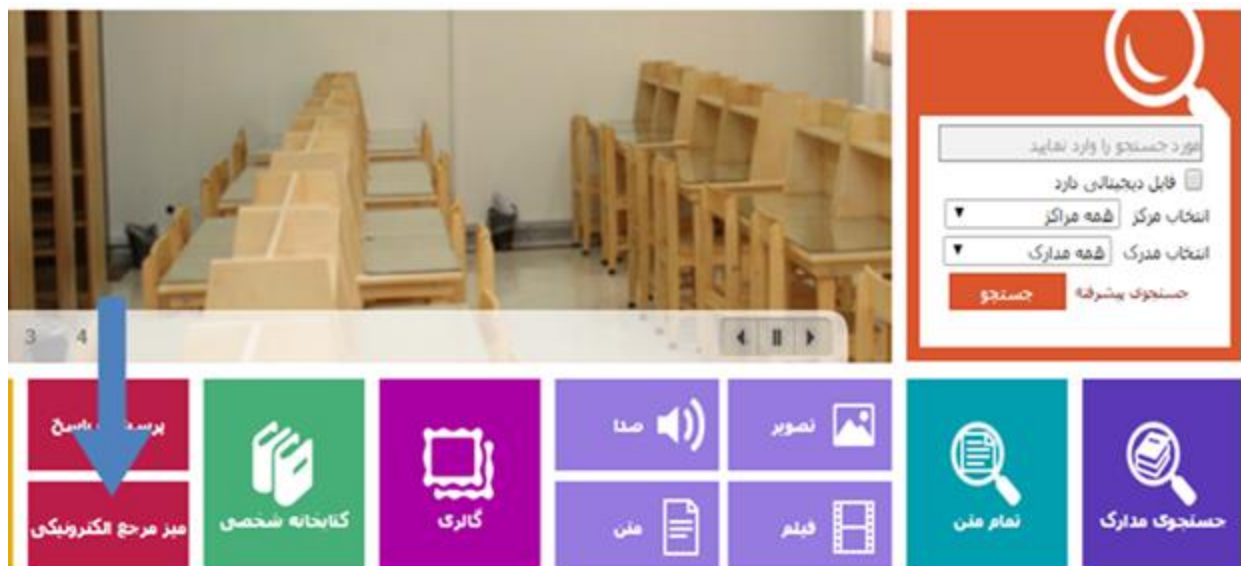 مورد جستجو را وارد نمایید
فایل دیجیتالی دارد
انتخاب مرکز همه مراکز
انتخاب مدرک همه مدارک
جستجوی پیشرفته جستجو
3 4
جستجوی مدارک
تمام متن
تصویر
صدا
فیلم
متن
گالری
کتابخانه شخصی
پاسخ
میز مرجع الکترونیکی